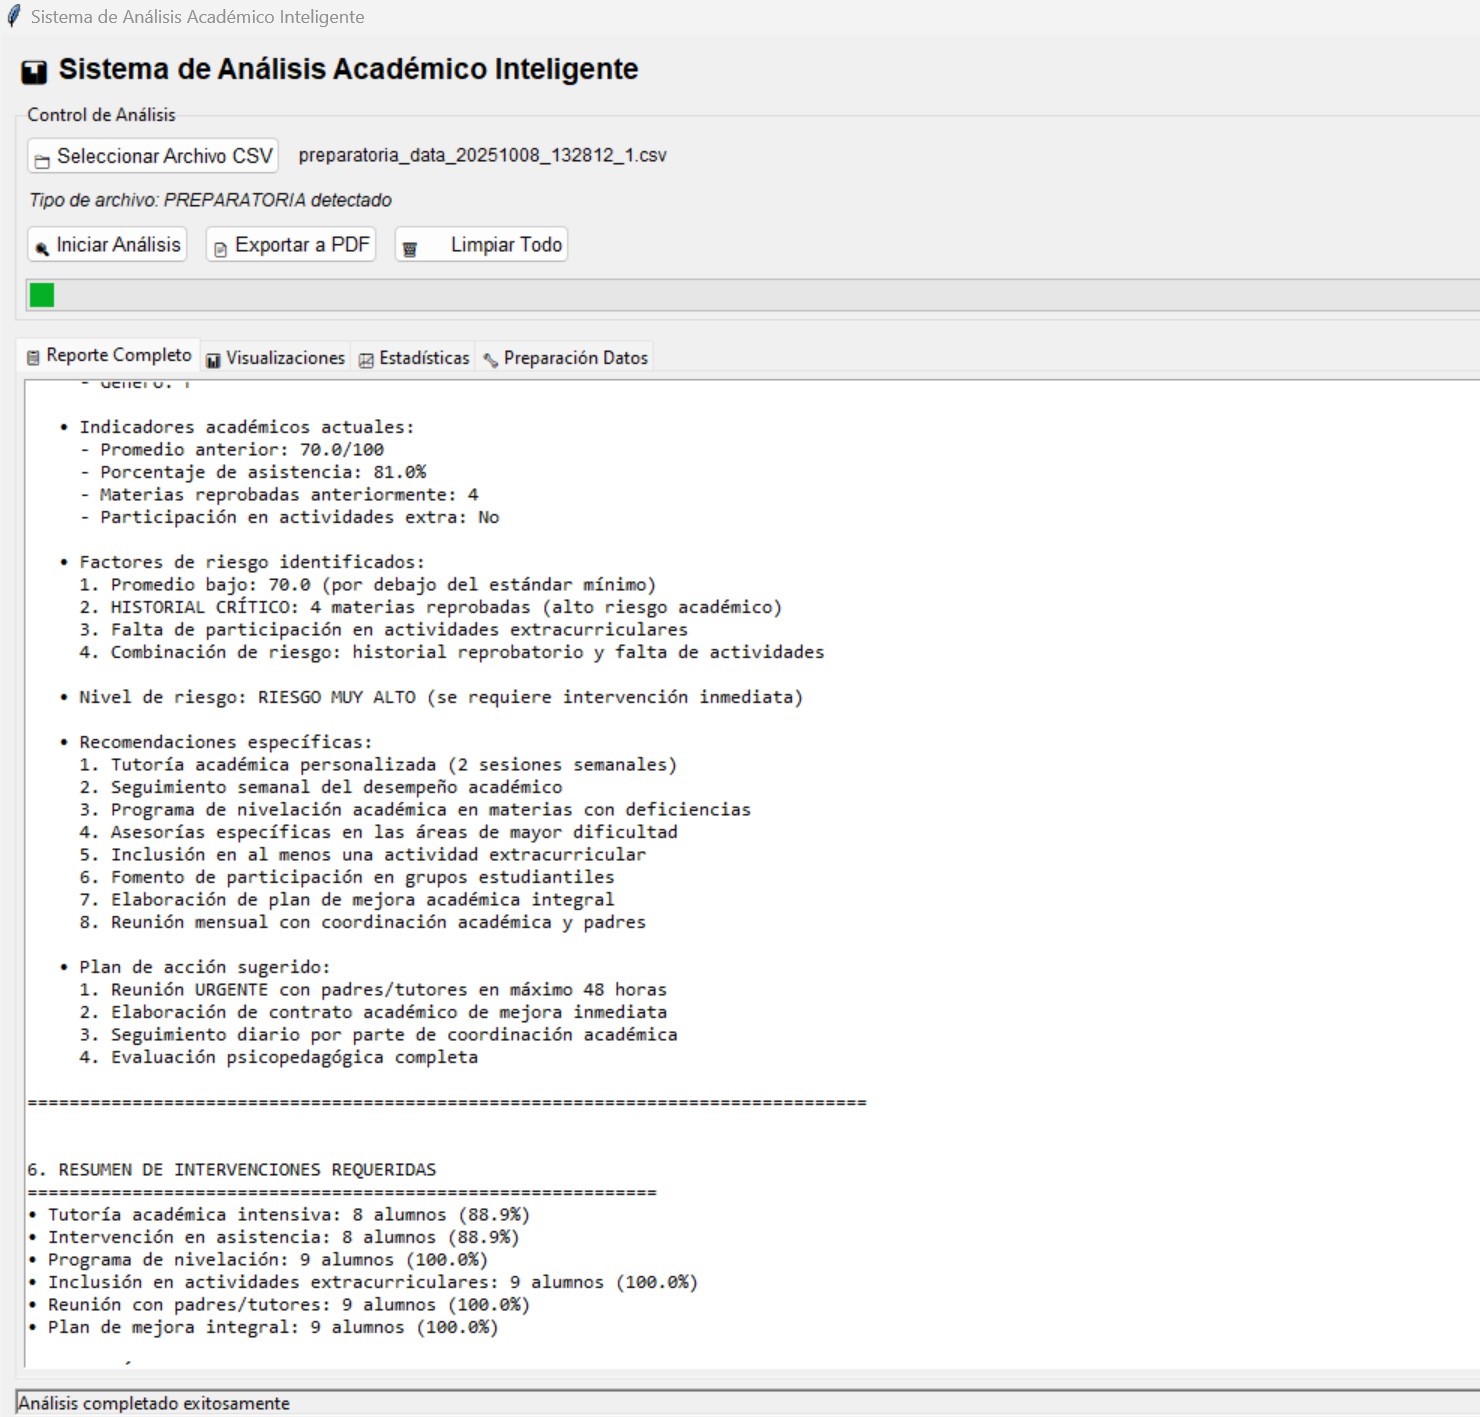 Sistema de Análisis Académico Inteligente
Sistema de Análisis Académico Inteligente
Control de Análisis
Seleccionar Archivo CSV preparatoria_data_20251008_132812_1.csv
Tipo de archivo: PREPARATORIA detectado
Iniciar Análisis Exportar a PDF Limpiar Todo
Reporte Completo Visualizaciones Estadísticas Preparación Datos
• Indicadores académicos actuales:
- Promedio anterior: 70.0/100
- Porcentaje de asistencia: 81.0%
- Materias reprobadas anteriormente: 4
- Participación en actividades extra: No
• Factores de riesgo identificados:
1. Promedio bajo: 70.0 (por debajo del estándar mínimo)
2. HISTORIAL CRÍTICO: 4 materias reprobadas (alto riesgo académico)
3. Falta de participación en actividades extracurriculares
4. Combinación de riesgo: historial reprobatorio y falta de actividades
• Nivel de riesgo: RIESGO MUY ALTO (se requiere intervención inmediata)
• Recomendaciones específicas:
1. Tutoría académica personalizada (2 sesiones semanales)
2. Seguimiento semanal del desempeño académico
3. Programa de nivelación académica en materias con deficiencias
4. Asesorías específicas en las áreas de mayor dificultad
5. Inclusión en al menos una actividad extracurricular
6. Fomento de participación en grupos estudiantiles
7. Elaboración de plan de mejora académica integral
8. Reunión mensual con coordinación académica y padres
• Plan de acción sugerido:
1. Reunión URGENTE con padres/tutores en máximo 48 horas
2. Elaboración de contrato académico de mejora inmediata
3. Seguimiento diario por parte de coordinación académica
4. Evaluación psicopedagógica completa
================================================================================
6. RESUMEN DE INTERVENCIONES REQUERIDAS
============================================================
• Tutoría académica intensiva: 8 alumnos (88.9%)
• Intervención en asistencia: 8 alumnos (88.9%)
• Programa de nivelación: 9 alumnos (100.0%)
• Inclusión en actividades extracurriculares: 9 alumnos (100.0%)
• Reunión con padres/tutores: 9 alumnos (100.0%)
• Plan de mejora integral: 9 alumnos (100.0%)
Análisis completado exitosamente